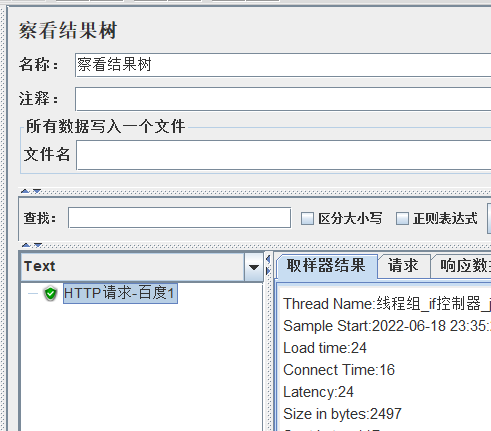 察看结果树
名称： 察看结果树
注释：
所有数据写入一个文件
文件名
查找： 区分大小写 正则表达式
Text
HTTP请求-百度1
取样器结果 请求 响应数
Thread Name:线程组_if控制器_j
Sample Start:2022-06-18 23:35:
Load time:24
Connect Time:16
Latency:24
Size in bytes:2497